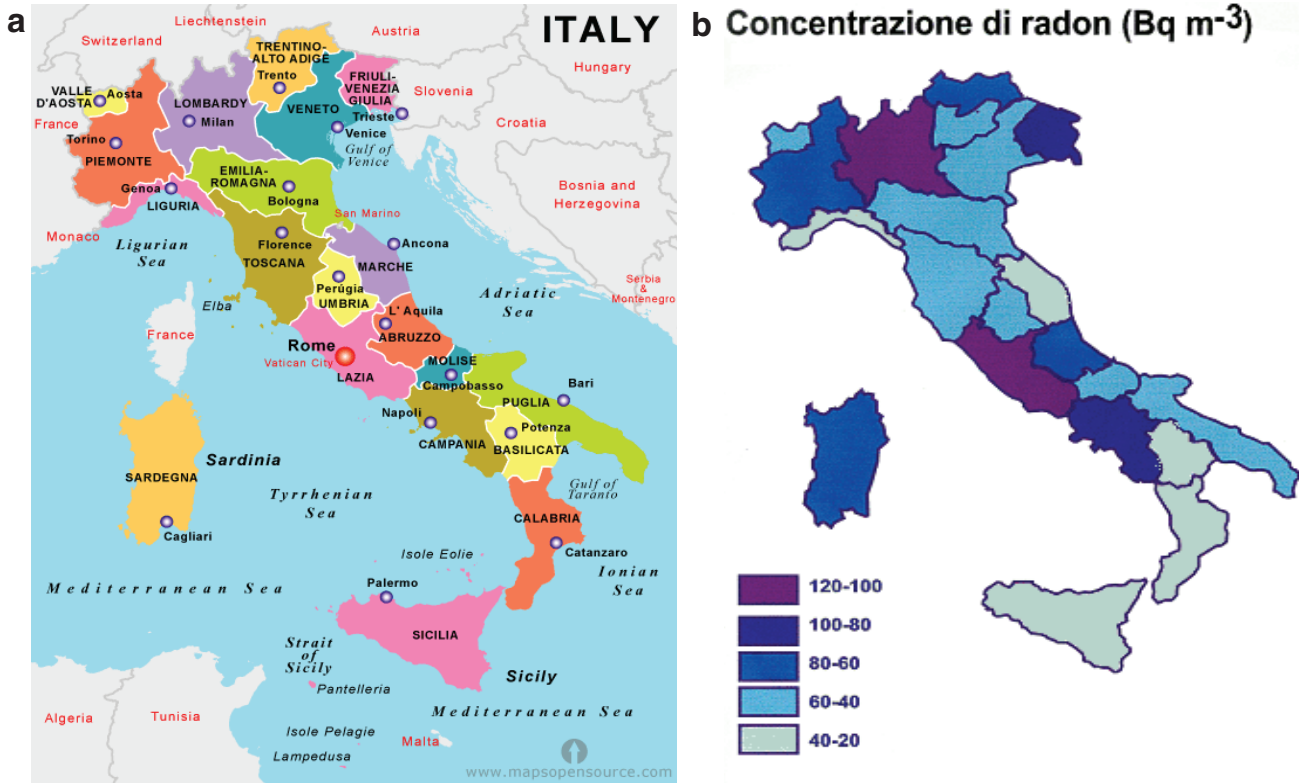 a
ITALY
Liechtenstein
Switzerland
Austria
Hungary
Slovenia
Croatia
Bosnia and
Herzegovina
Serbia
&
Montenegro
France
Monaco
San Marino
France
Vatican City
Algeria
Tunisia
Malta
TRENTINO-
ALTO ADIGE
Trento
FRIULI-
VENEZIA
GIULIA
Trieste
VALLE
D'AOSTA
Aosta
LOMBARDY
Milan
VENETO
Venice
Gulf of
Venice
Torino
PIEMONTE
EMILIA-
ROMAGNA
Bologna
Genoa
LIGURIA
Ligurian
Sea
Florence
TOSCANA
Ancona
MARCHE
Perùgia
UMBRIA
Elba
Adriatic
Sea
L' Aquila
ABRUZZO
Rome
LAZIA
MOLISE
Campobasso
Bari
PUGLIA
Napoli
CAMPANIA
Potenza
BASILICATA
Sardinia
SARDEGNA
Cagliari
Tyrrhenian
Sea
Gulf of
Taranto
CALABRIA
Catanzaro
Ionian
Sea
Isole Eolie
Mediterranean Sea
Palermo
SICILIA
Sicily
Strait
of
Sicily
Pantelleria
Mediterranean Sea
Isole Pelagie
Lampedusa
www.mapsopensource.com
b
Concentrazione di radon (Bq m-3)
120-100
100-80
80-60
60-40
40-20